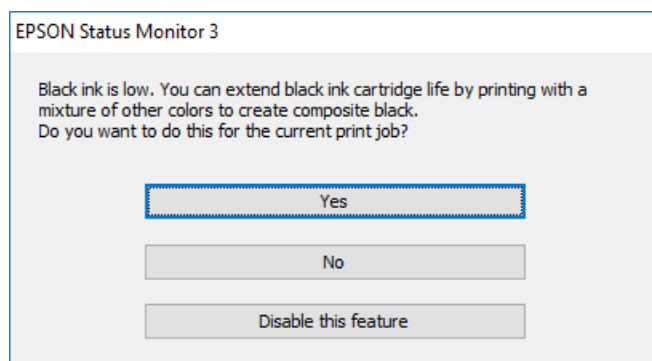 EPSON Status Monitor 3
Black ink is low. You can extend black ink cartridge life by printing with a
mixture of other colors to create composite black.
Do you want to do this for the current print job?
Yes
No
Disable this feature